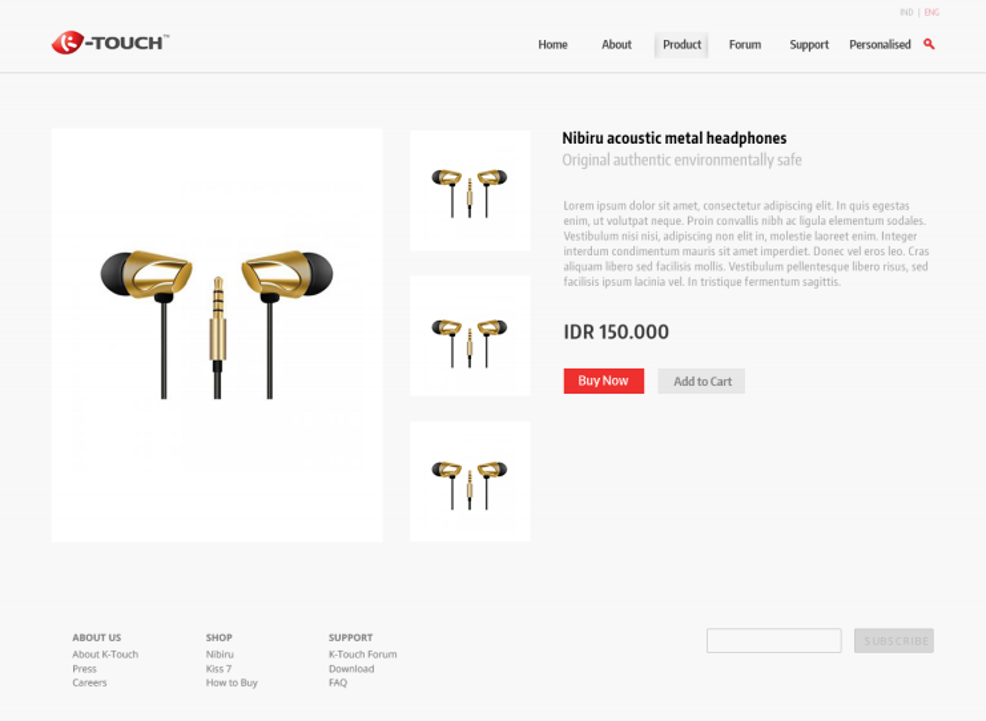 IND | ENG
K-TOUCH™
Home About Product Forum Support Personalised
Nibiru acoustic metal headphones
Original authentic environmentally safe
Lorem ipsum dolor sit amet, consectetur adipiscing elit. In quis egestas
enim, ut volutpat neque. Proin convallis nibh ac ligula elementum sodales.
Vestibulum nisi nisi, adipiscing non elit in, molestie laoreet enim. Integer
interdum condimentum mauris sit amet imperdiet. Donec vel eros leo. Cras
aliquam libero sed facilisis mollis. Vestibulum pellentesque libero risus, sed
facilisis ipsum lacinia vel. In tristique fermentum sagittis.
IDR 150.000
Buy Now Add to Cart
ABOUT US
About K-Touch
Press
Careers
SHOP
Nibiru
Kiss 7
How to Buy
SUPPORT
K-Touch Forum
Download
FAQ
SUBSCRIBE